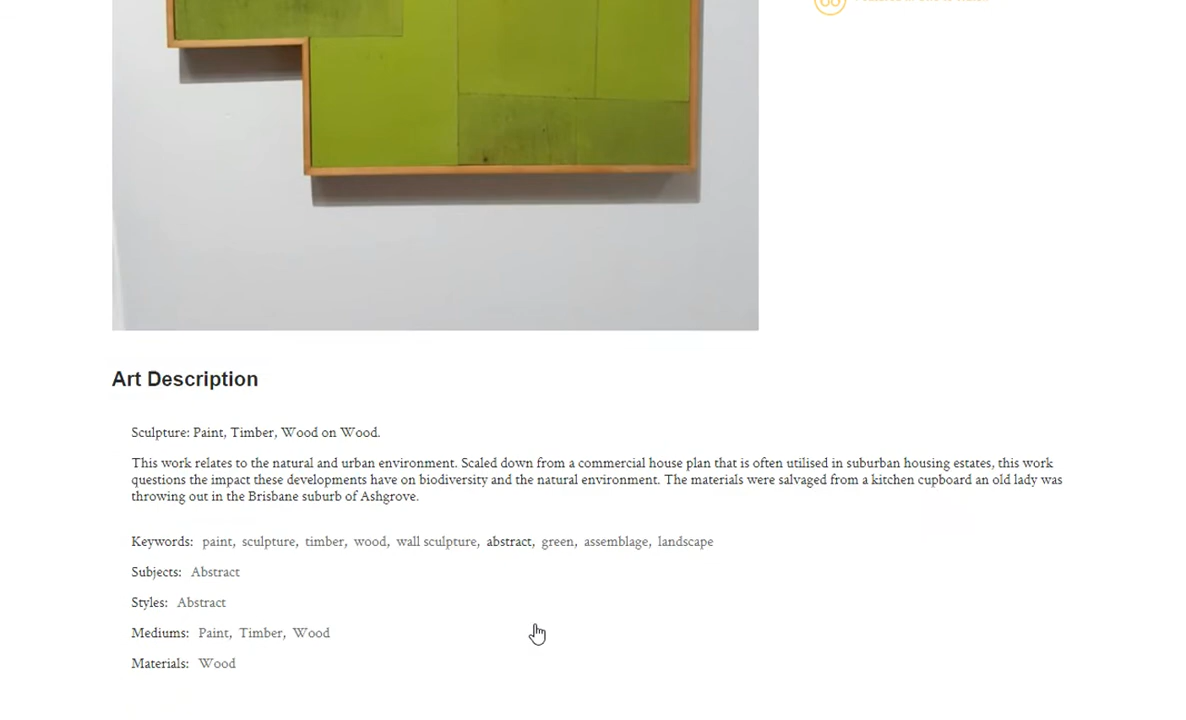 Art Description
Sculpture: Paint, Timber, Wood on Wood.
This work relates to the natural and urban environment. Scaled down from a commercial house plan that is often utilised in suburban housing estates, this work
questions the impact these developments have on biodiversity and the natural environment. The materials were salvaged from a kitchen cupboard an old lady was
throwing out in the Brisbane suburb of Ashgrove.
Keywords: paint, sculpture, timber, wood, wall sculpture, abstract, green, assemblage, landscape
Subjects: Abstract
Styles: Abstract
Mediums: Paint, Timber, Wood
Materials: Wood